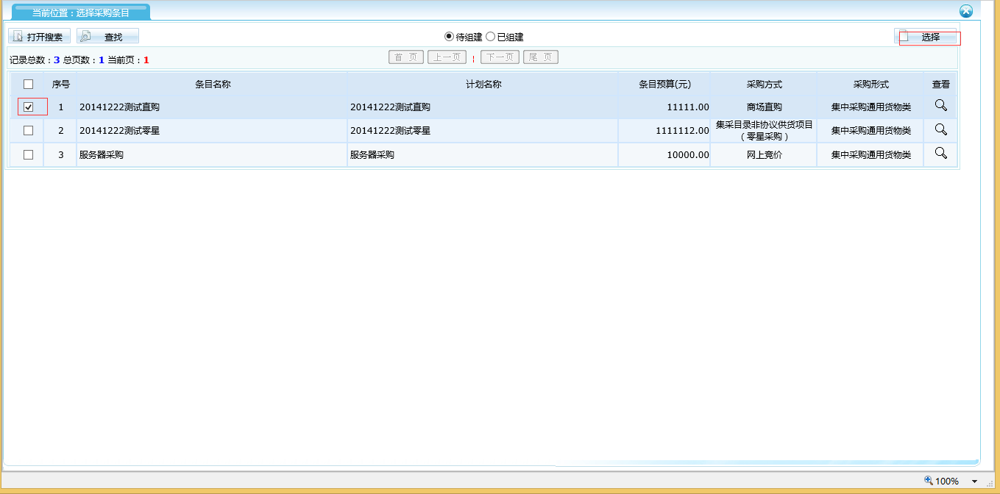 当前位置：选择采购条目
打开搜索 查找 待组建 已组建 选择
记录总数：3 总页数：1 当前页：1 首 页 上一页 ¦ 下一页 尾 页
序号 条目名称 计划名称 条目预算(元) 采购方式 采购形式 查看
1 20141222测试直购 20141222测试直购 11111.00 商场直购 集中采购通用货物类
2 20141222测试零星 20141222测试零星 1111112.00 集采目录非协议供货项目（零星采购） 集中采购通用货物类
3 服务器采购 服务器采购 10000.00 网上竞价 集中采购通用货物类
100%